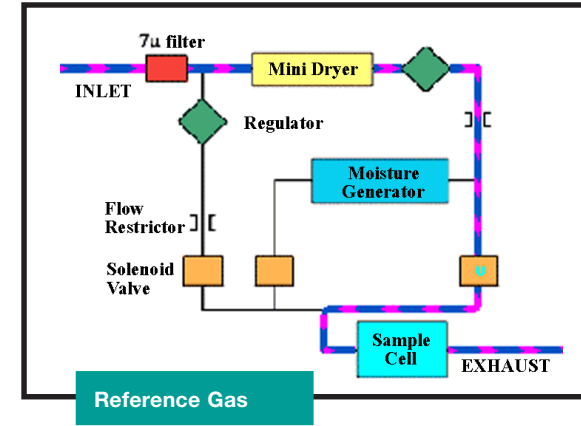 7u filter
Mini Dryer
INLET
Regulator
Moisture
Generator
Flow
Restrictor
Solenoid
Valve
u
Sample
Cell
EXHAUST
Reference Gas